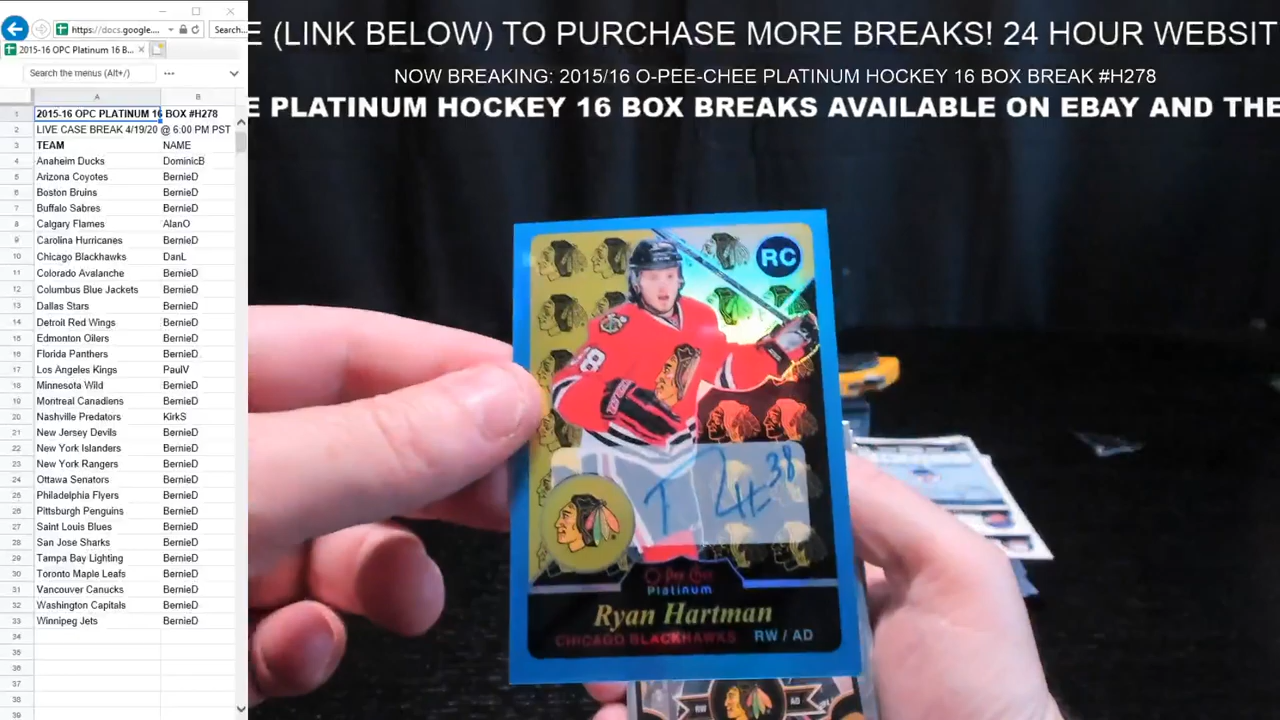 https://docs.google....
Search...
2015-16 OPC Platinum 16 B...
Search the menus (Alt+/)
A B
1 2015-16 OPC PLATINUM 16 BOX #H278
2 LIVE CASE BREAK 4/19/20 @ 6:00 PM PST
3 TEAM NAME
4 Anaheim Ducks DominicB
5 Arizona Coyotes BernieD
6 Boston Bruins BernieD
7 Buffalo Sabres BernieD
8 Calgary Flames AlanO
9 Carolina Hurricanes BernieD
10 Chicago Blackhawks DanL
11 Colorado Avalanche BernieD
12 Columbus Blue Jackets BernieD
13 Dallas Stars BernieD
14 Detroit Red Wings BernieD
15 Edmonton Oilers BernieD
16 Florida Panthers BernieD
17 Los Angeles Kings PaulV
18 Minnesota Wild BernieD
19 Montreal Canadiens BernieD
20 Nashville Predators KirkS
21 New Jersey Devils BernieD
22 New York Islanders BernieD
23 New York Rangers BernieD
24 Ottawa Senators BernieD
25 Philadelphia Flyers BernieD
26 Pittsburgh Penguins BernieD
27 Saint Louis Blues BernieD
28 San Jose Sharks BernieD
29 Tampa Bay Lighting BernieD
30 Toronto Maple Leafs BernieD
31 Vancouver Canucks BernieD
32 Washington Capitals BernieD
33 Winnipeg Jets BernieD
34
35
36
37
38
39
E (LINK BELOW) TO PURCHASE MORE BREAKS! 24 HOUR WEBSIT
NOW BREAKING: 2015/16 O-PEE-CHEE PLATINUM HOCKEY 16 BOX BREAK #H278
E PLATINUM HOCKEY 16 BOX BREAKS AVAILABLE ON EBAY AND THE
RC
38
38
O-Pee-Chee
Platinum
Ryan Hartman
CHICAGO BLACKHAWKS RW / AD
RW